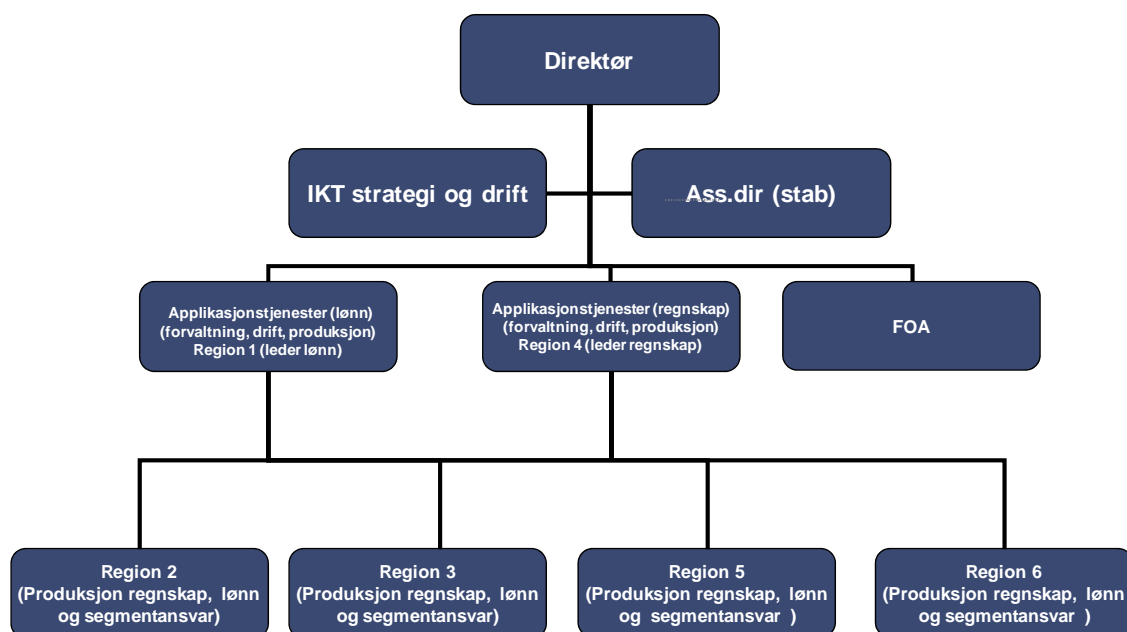 Direktør
IKT strategi og drift
Ass.dir (stab)
Applikasjonstjenester (lønn)
(forvaltning, drift, produksjon)
Region 1 (leder lønn)
Applikasjonstjenester (regnskap)
(forvaltning, drift, produksjon)
Region 4 (leder regnskap)
FOA
Region 2
(Produksjon regnskap, lønn
og segmentansvar)
Region 3
(Produksjon regnskap, lønn
og segmentansvar)
Region 5
(Produksjon regnskap, lønn
og segmentansvar )
Region 6
(Produksjon regnskap, lønn
og segmentansvar )